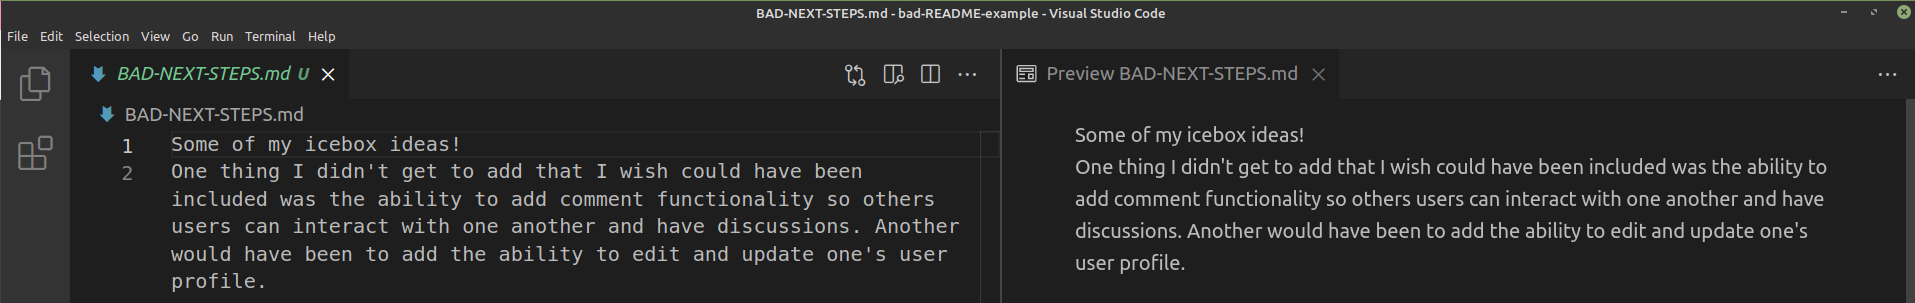 BAD-NEXT-STEPS.md - bad-README-example - Visual Studio Code
File Edit Selection View Go Run Terminal Help
BAD-NEXT-STEPS.md U
BAD-NEXT-STEPS.md
1 Some of my icebox ideas!
2 One thing I didn't get to add that I wish could have been
included was the ability to add comment functionality so others
users can interact with one another and have discussions. Another
would have been to add the ability to edit and update one's user
profile.
Preview BAD-NEXT-STEPS.md
Some of my icebox ideas!
One thing I didn't get to add that I wish could have been included was the ability to
add comment functionality so others users can interact with one another and have
discussions. Another would have been to add the ability to edit and update one's
user profile.